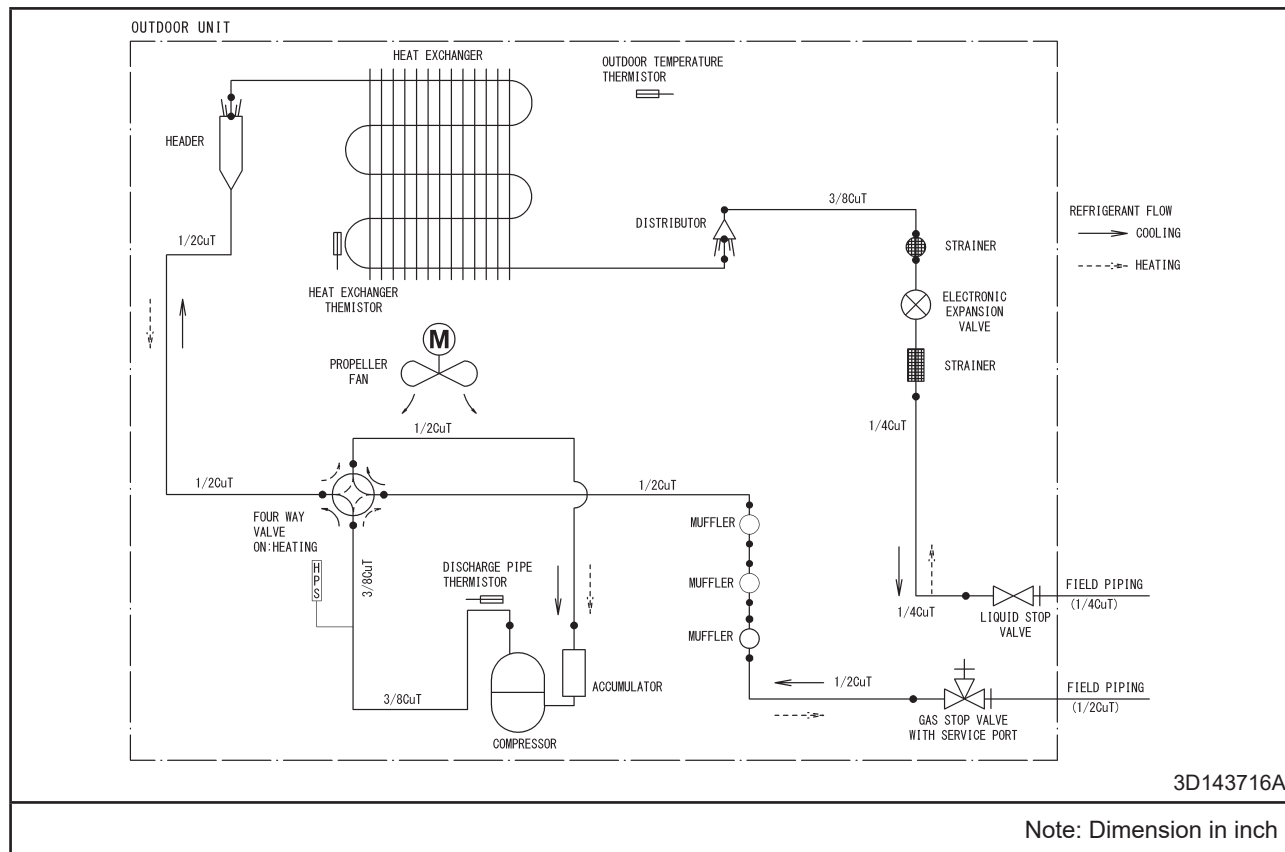 OUTDOOR UNIT
HEAT EXCHANGER
OUTDOOR TEMPERATURE
THERMISTOR
HEADER
1/2CuT
HEAT EXCHANGER
THEMISTOR
DISTRIBUTOR
3/8CuT
STRAINER
ELECTRONIC
EXPANSION
VALVE
STRAINER
REFRIGERANT FLOW
COOLING
HEATING
M
PROPELLER
FAN
1/2CuT
1/4CuT
1/2CuT
1/2CuT
FOUR WAY
VALVE
ON:HEATING
HPS
3/8CuT
DISCHARGE PIPE
THERMISTOR
MUFFLER
MUFFLER
MUFFLER
1/4CuT
LIQUID STOP
VALVE
FIELD PIPING
(1/4CuT)
3/8CuT
ACCUMULATOR
COMPRESSOR
1/2CuT
GAS STOP VALVE
WITH SERVICE PORT
FIELD PIPING
(1/2CuT)
3D143716A
Note: Dimension in inch